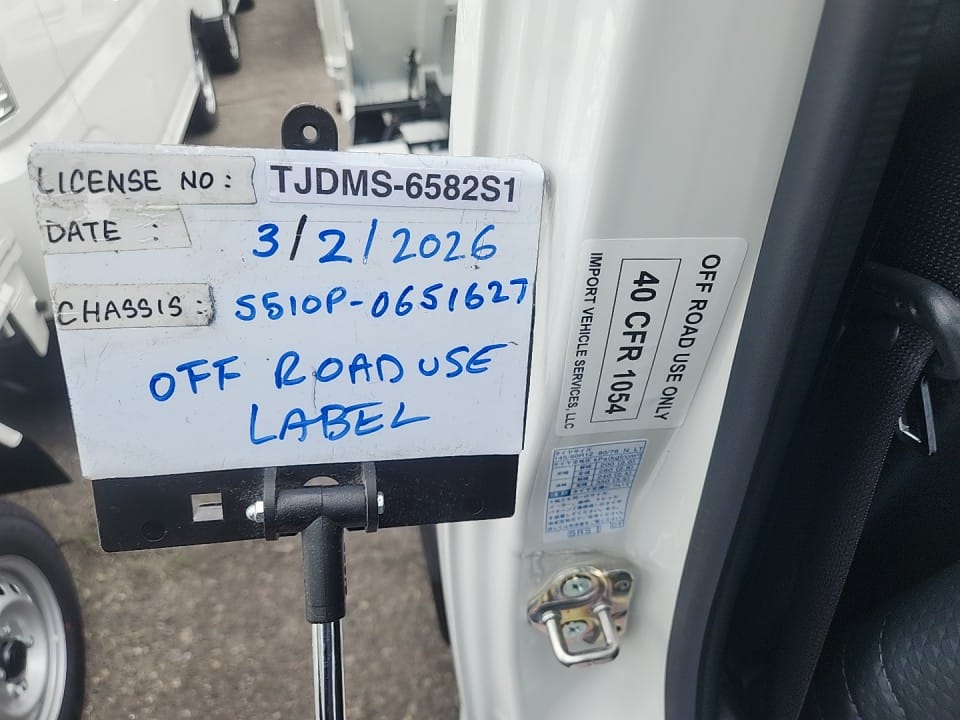 LICENSE NO: TJDMS-6582S1
DATE : 3/2/2026
CHASSIS: S510P-0651627
OFF ROAD USE
LABEL
OFF ROAD USE ONLY
40 CFR 1054
IMPORT VEHICLE SERVICES, LLC